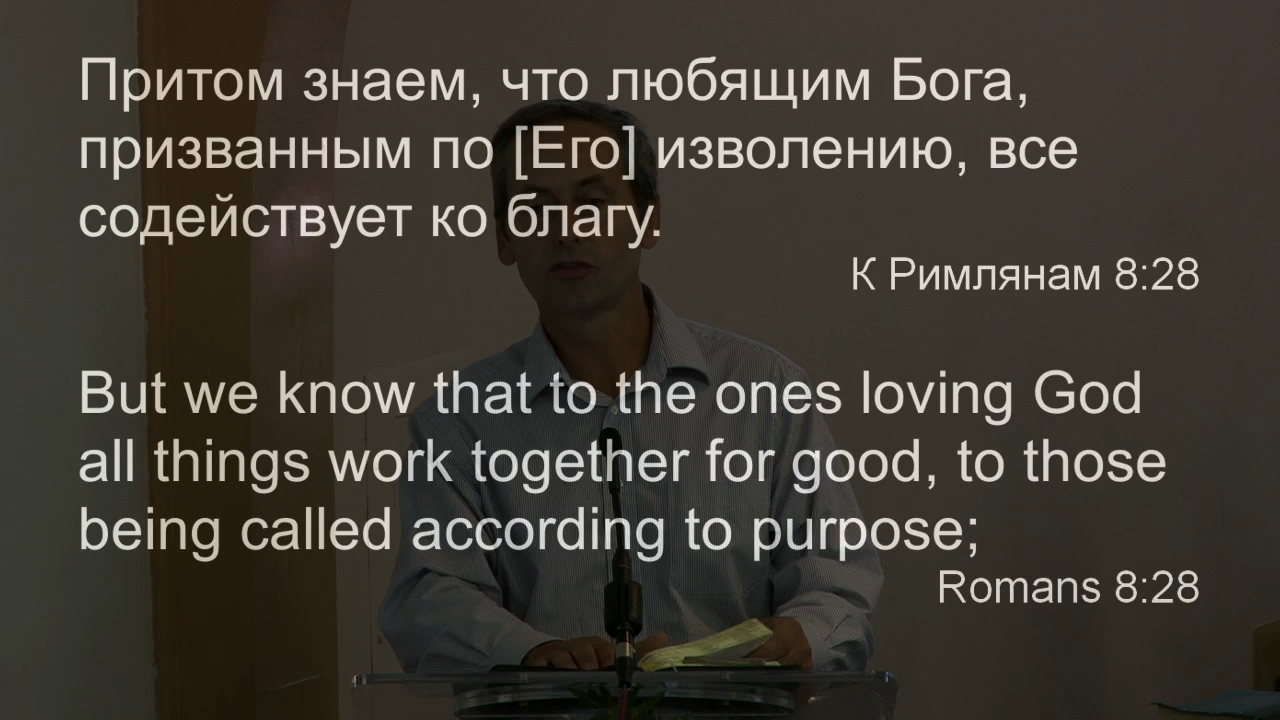 Притом знаем, что любящим Бога,
призванным по [Его] изволению, все
содействует ко благу.
К Римлянам 8:28
But we know that to the ones loving God
all things work together for good, to those
being called according to purpose;
Romans 8:28